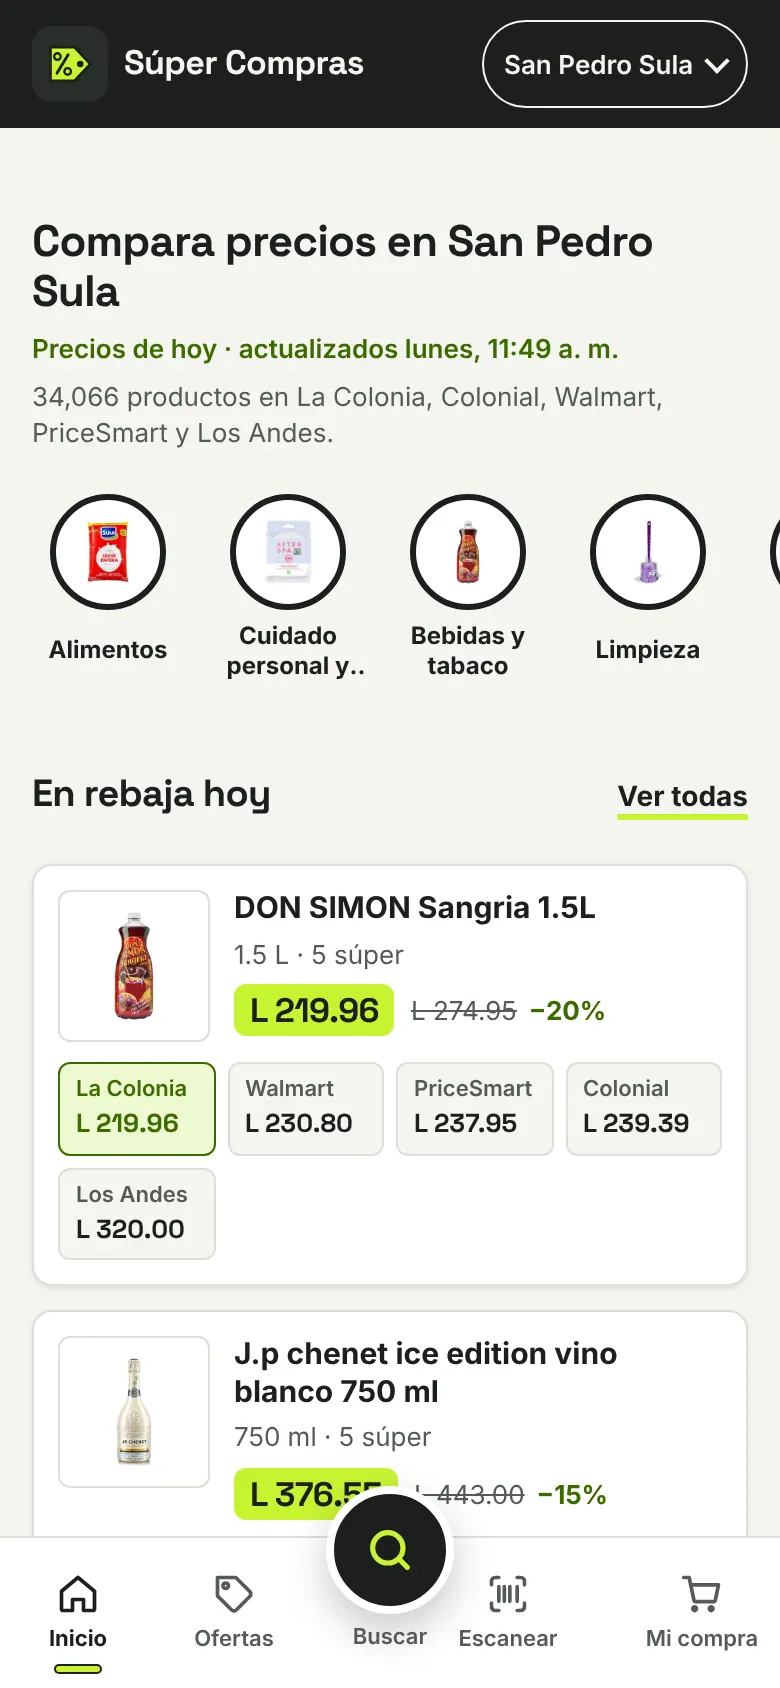 Súper Compras
San Pedro Sula
Compara precios en San Pedro
Sula
Precios de hoy · actualizados lunes, 11:49 a. m.
34,066 productos en La Colonia, Colonial, Walmart,
PriceSmart y Los Andes.
Alimentos
Cuidado
personal y..
Bebidas y
tabaco
Limpieza
En rebaja hoy
Ver todas
DON SIMON Sangria 1.5L
1.5 L · 5 súper
L 219.96 L 274.95 −20%
La Colonia
L 219.96
Walmart
L 230.80
PriceSmart
L 237.95
Colonial
L 239.39
Los Andes
L 320.00
J.p chenet ice edition vino
blanco 750 ml
750 ml · 5 súper
L 376.55 L 443.00 −15%
Inicio
Ofertas
Buscar
Escanear
Mi compra